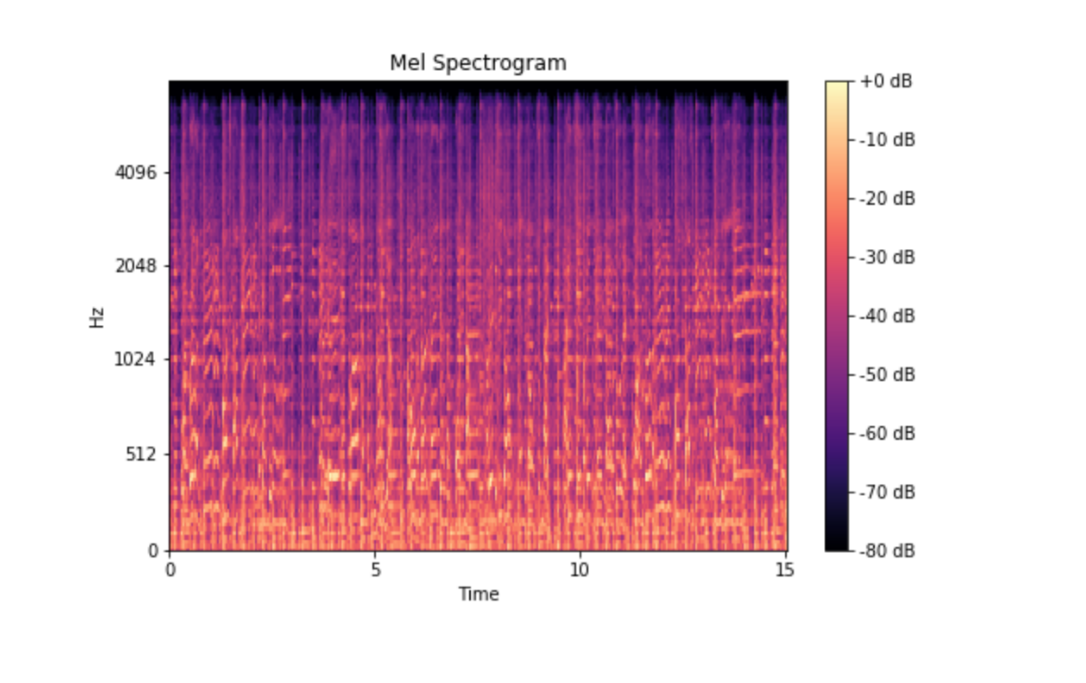 Mel Spectrogram
+0 dB
-10 dB
-20 dB
-30 dB
-40 dB
-50 dB
-60 dB
-70 dB
-80 dB
4096
2048
1024
512
0
Hz
0 5 10 15
Time